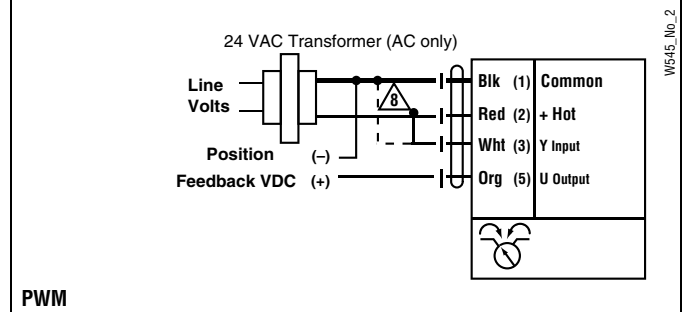 24 VAC Transformer (AC only)
W545_No_2
Line
Volts
8
Blk (1) Common
Red (2) + Hot
Wht (3) Y Input
Org (5) U Output
Position (–)
Feedback VDC (+)
PWM